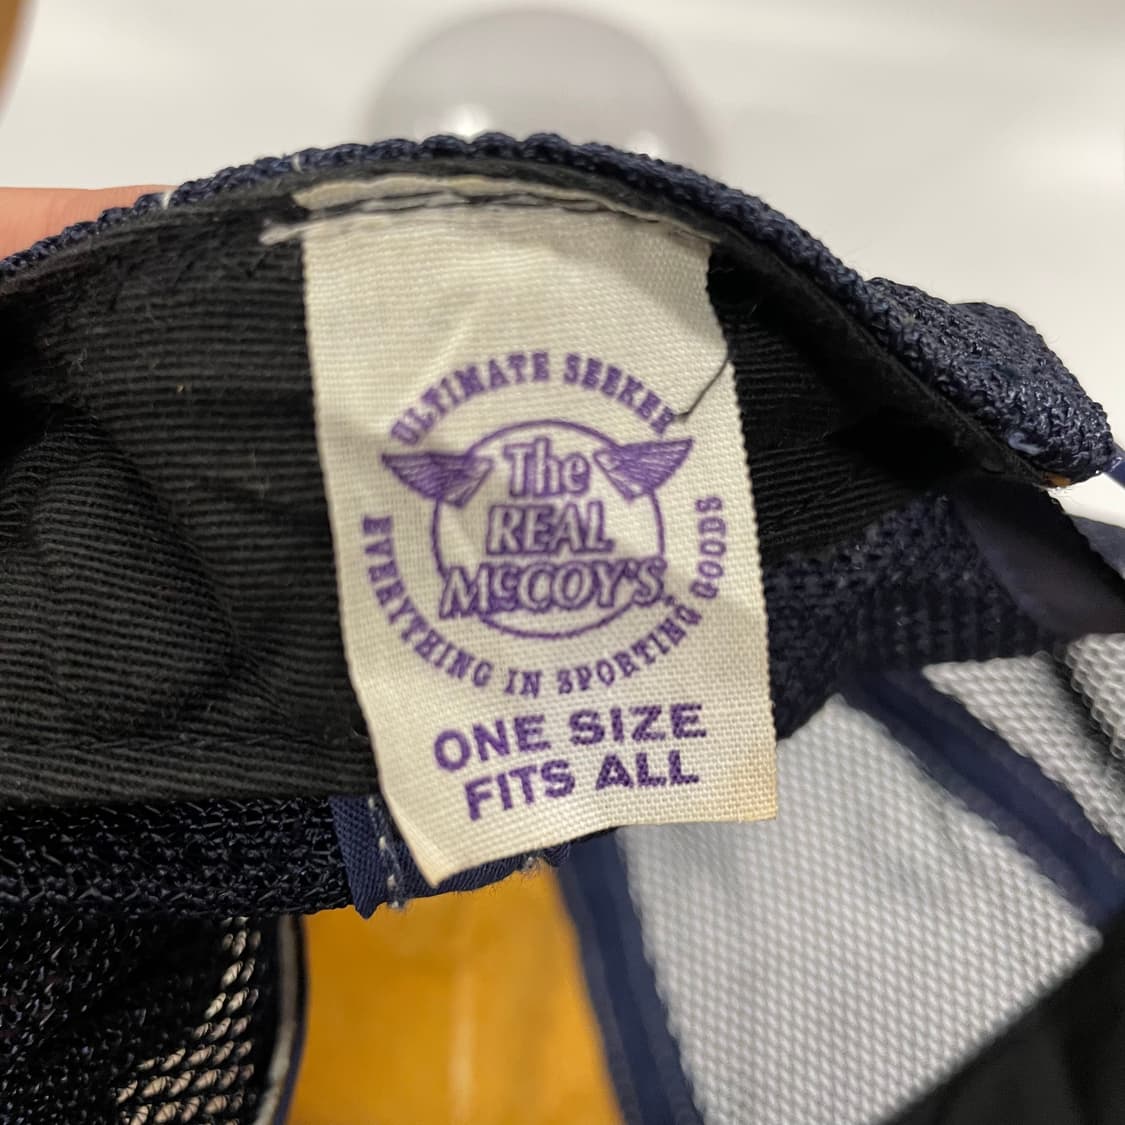 ULTIMATE SEEKER
The
REAL
McCOY'S
EVERYTHING IN SPORTING GOODS
ONE SIZE
FITS ALL